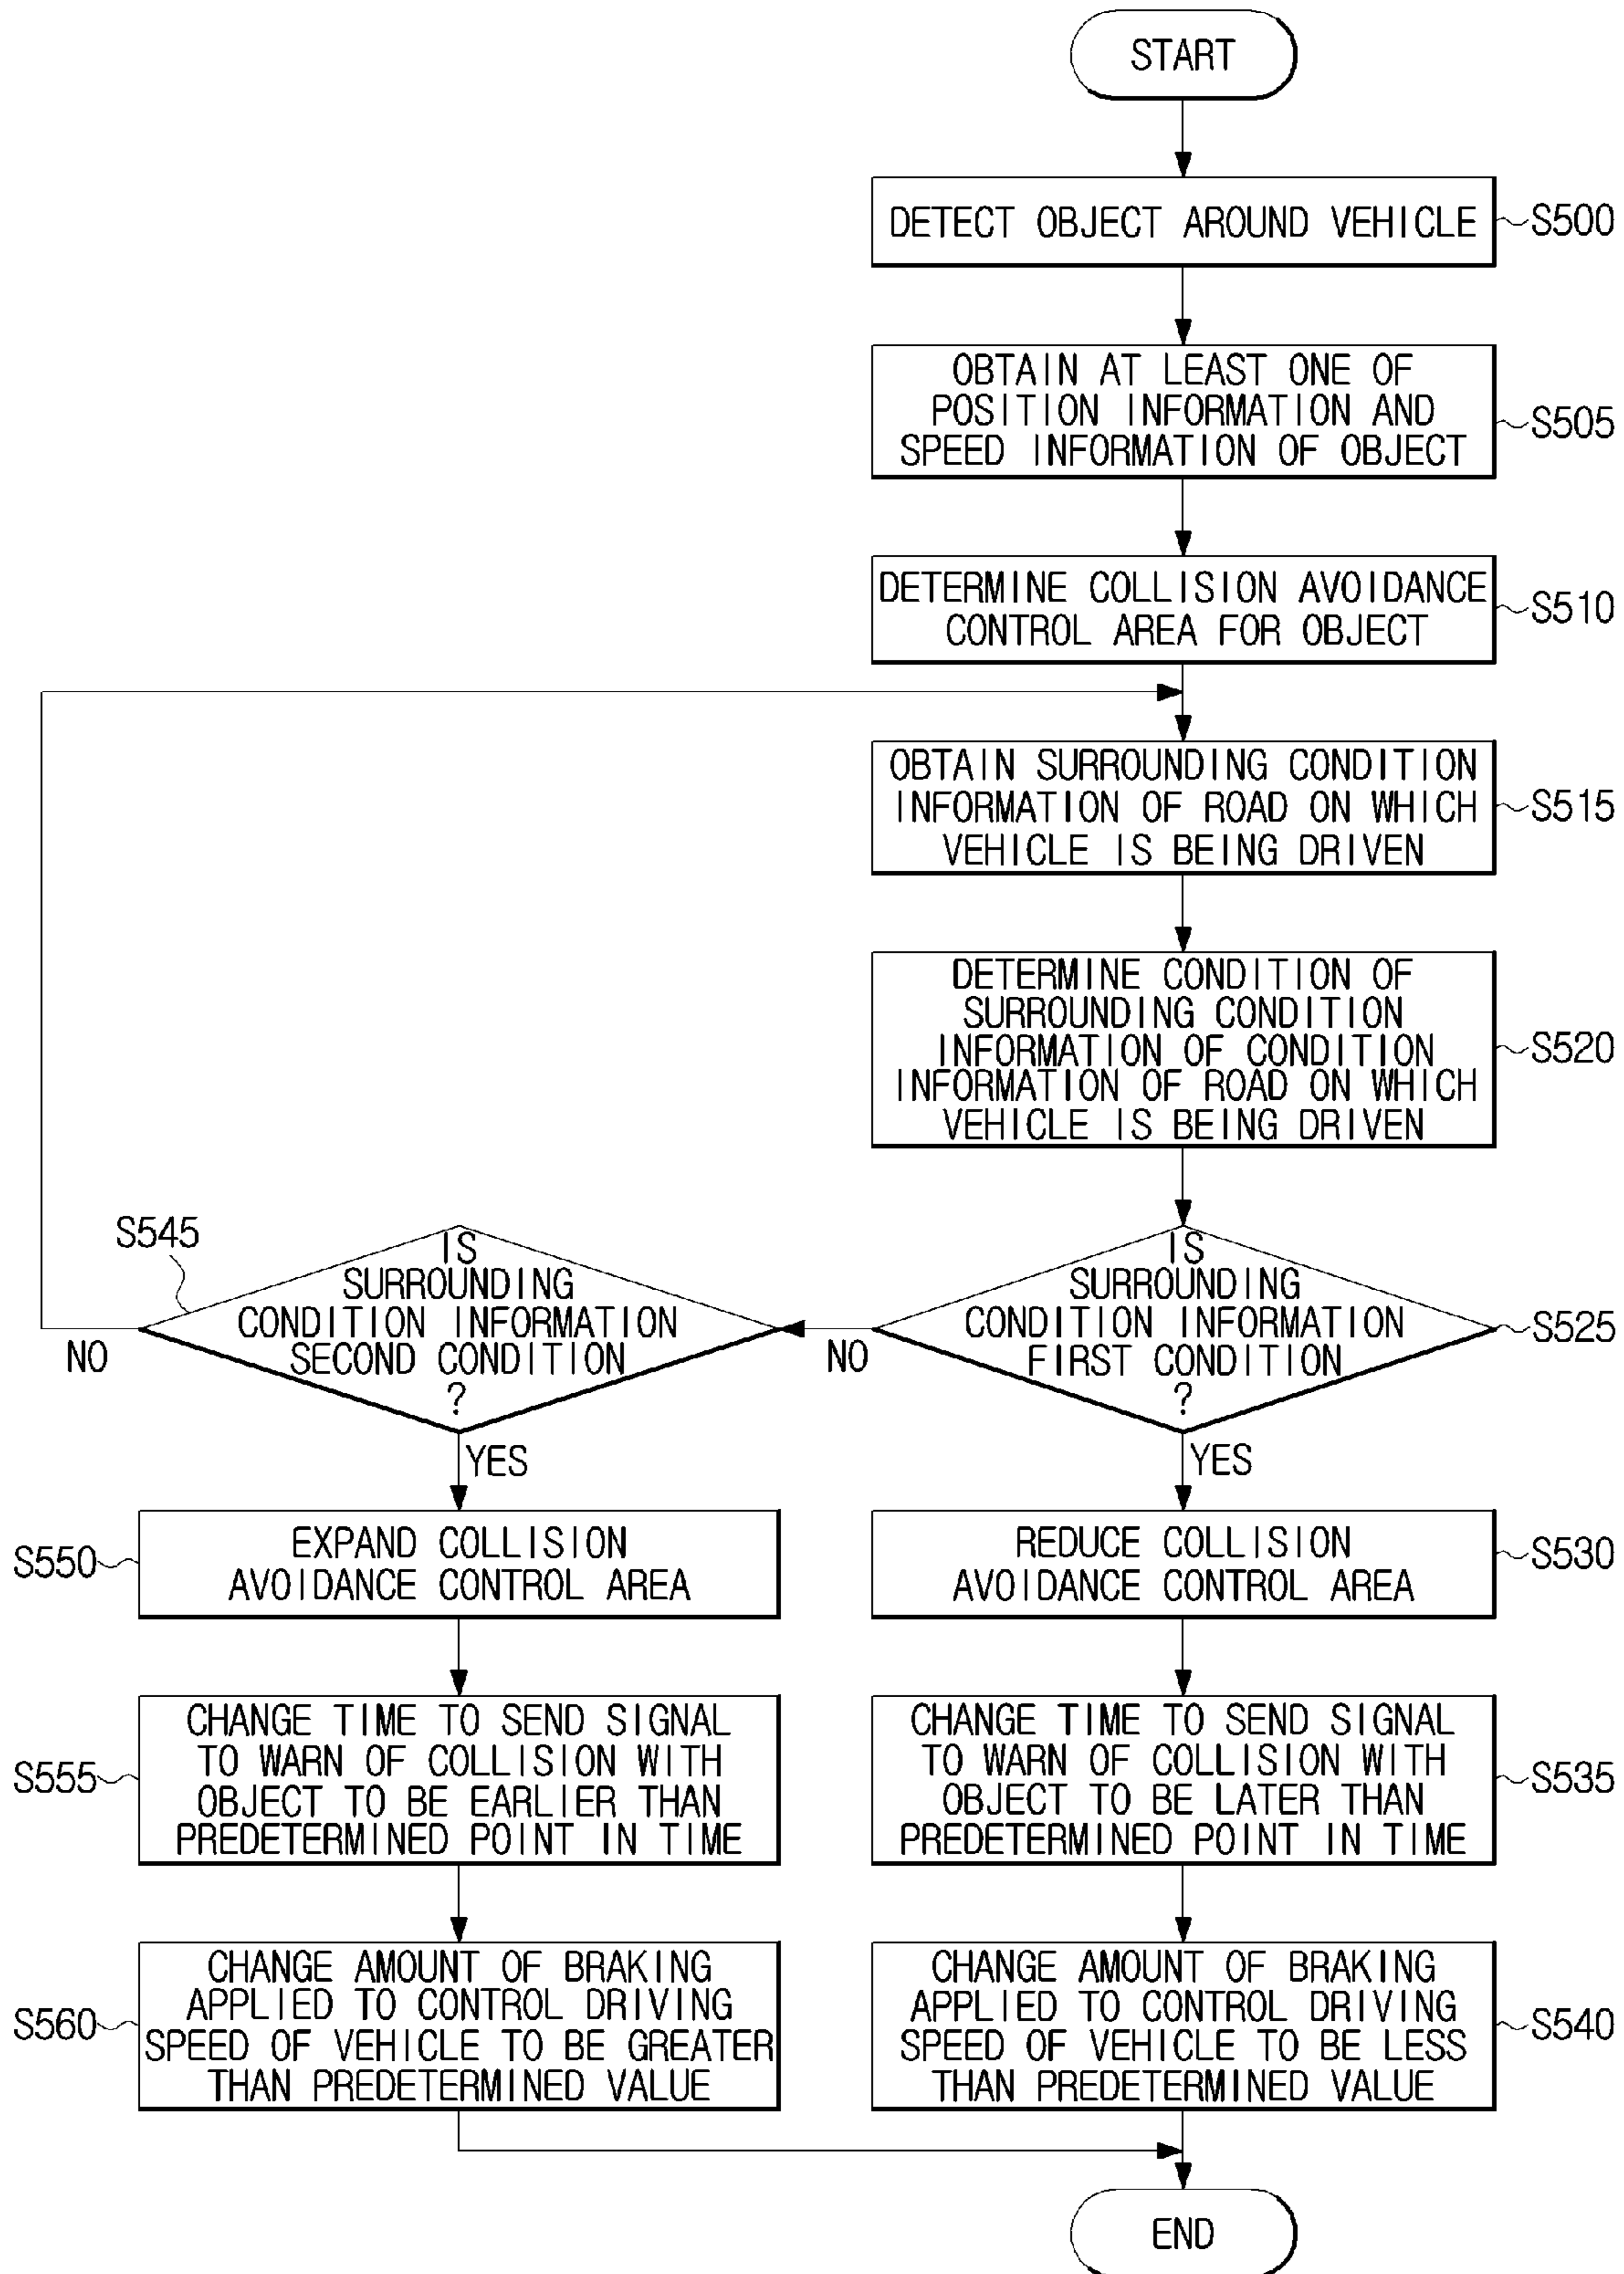 START
DETECT OBJECT AROUND VEHICLE
S500
OBTAIN AT LEAST ONE OF
POSITION INFORMATION AND
SPEED INFORMATION OF OBJECT
S505
DETERMINE COLLISION AVOIDANCE
CONTROL AREA FOR OBJECT
S510
OBTAIN SURROUNDING CONDITION
INFORMATION OF ROAD ON WHICH
VEHICLE IS BEING DRIVEN
S515
DETERMINE CONDITION OF
SURROUNDING CONDITION
INFORMATION OF CONDITION
INFORMATION OF ROAD ON WHICH
VEHICLE IS BEING DRIVEN
S520
IS
SURROUNDING
CONDITION INFORMATION
FIRST CONDITION
?
S525
NO
YES
S545
IS
SURROUNDING
CONDITION INFORMATION
SECOND CONDITION
?
NO
YES
REDUCE COLLISION
AVOIDANCE CONTROL AREA
S530
CHANGE TIME TO SEND SIGNAL
TO WARN OF COLLISION WITH
OBJECT TO BE LATER THAN
PREDETERMINED POINT IN TIME
S535
CHANGE AMOUNT OF BRAKING
APPLIED TO CONTROL DRIVING
SPEED OF VEHICLE TO BE LESS
THAN PREDETERMINED VALUE
S540
S550
EXPAND COLLISION
AVOIDANCE CONTROL AREA
S555
CHANGE TIME TO SEND SIGNAL
TO WARN OF COLLISION WITH
OBJECT TO BE EARLIER THAN
PREDETERMINED POINT IN TIME
S560
CHANGE AMOUNT OF BRAKING
APPLIED TO CONTROL DRIVING
SPEED OF VEHICLE TO BE GREATER
THAN PREDETERMINED VALUE
END